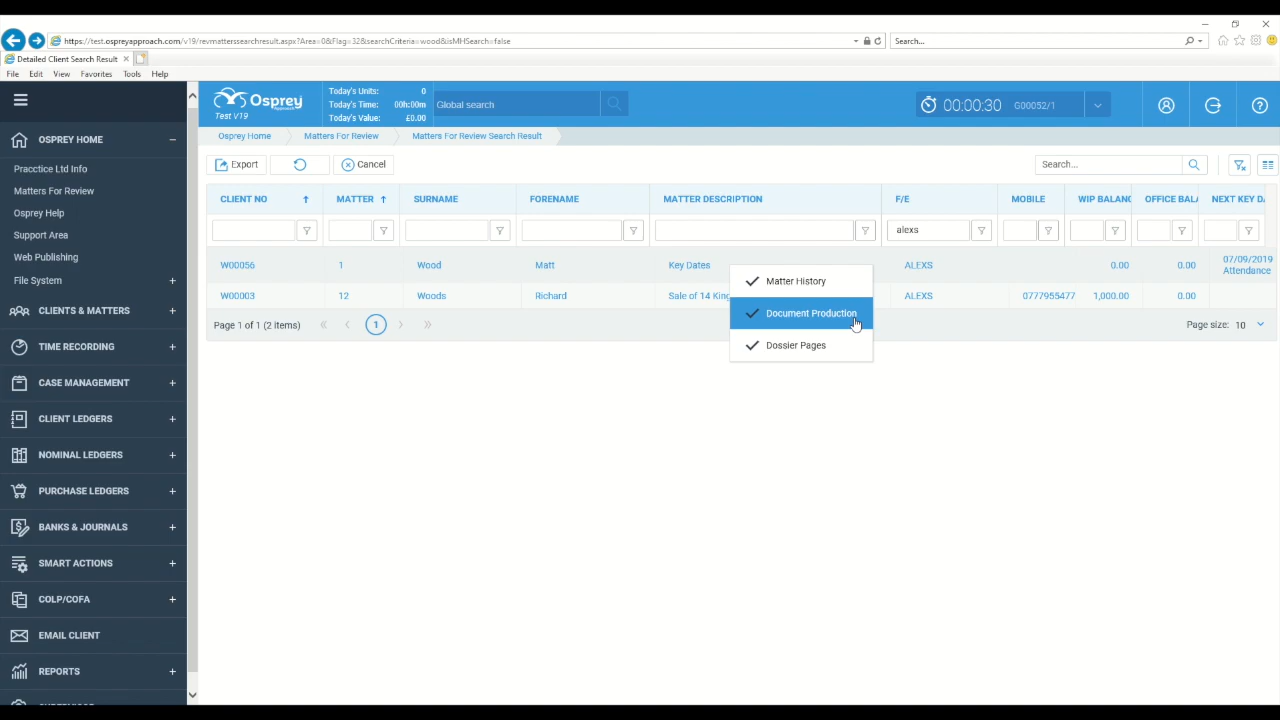 https://test.ospreyapproach.com/v19/revmatterssearchresult.aspx?Area=0&Flag=32&searchCriteria=wood&isMHSearch=false
Search...
Detailed Client Search Result
File Edit View Favorites Tools Help
Osprey
Test V19
Today's Units: 0
Today's Time: 00h:00m
Today's Value: £0.00
Global search
00:00:30 G00052/1
OSPREY HOME
Pracctice Ltd Info
Matters For Review
Osprey Help
Support Area
Web Publishing
File System
CLIENTS & MATTERS
TIME RECORDING
CASE MANAGEMENT
CLIENT LEDGERS
NOMINAL LEDGERS
PURCHASE LEDGERS
BANKS & JOURNALS
SMART ACTIONS
COLP/COFA
EMAIL CLIENT
REPORTS
Osprey Home Matters For Review Matters For Review Search Result
Export Cancel Search...
CLIENT NO MATTER SURNAME FORENAME MATTER DESCRIPTION F/E MOBILE WIP BALANC OFFICE BALA NEXT KEY DA
alexs
W00056 1 Wood Matt Key Dates ALEXS 0.00 0.00 07/09/2019
Attendance
W00003 12 Woods Richard Sale of 14 King ALEXS 0777955477 1,000.00 0.00
Page 1 of 1 (2 items) 1 Page size: 10
Matter History
Document Production
Dossier Pages